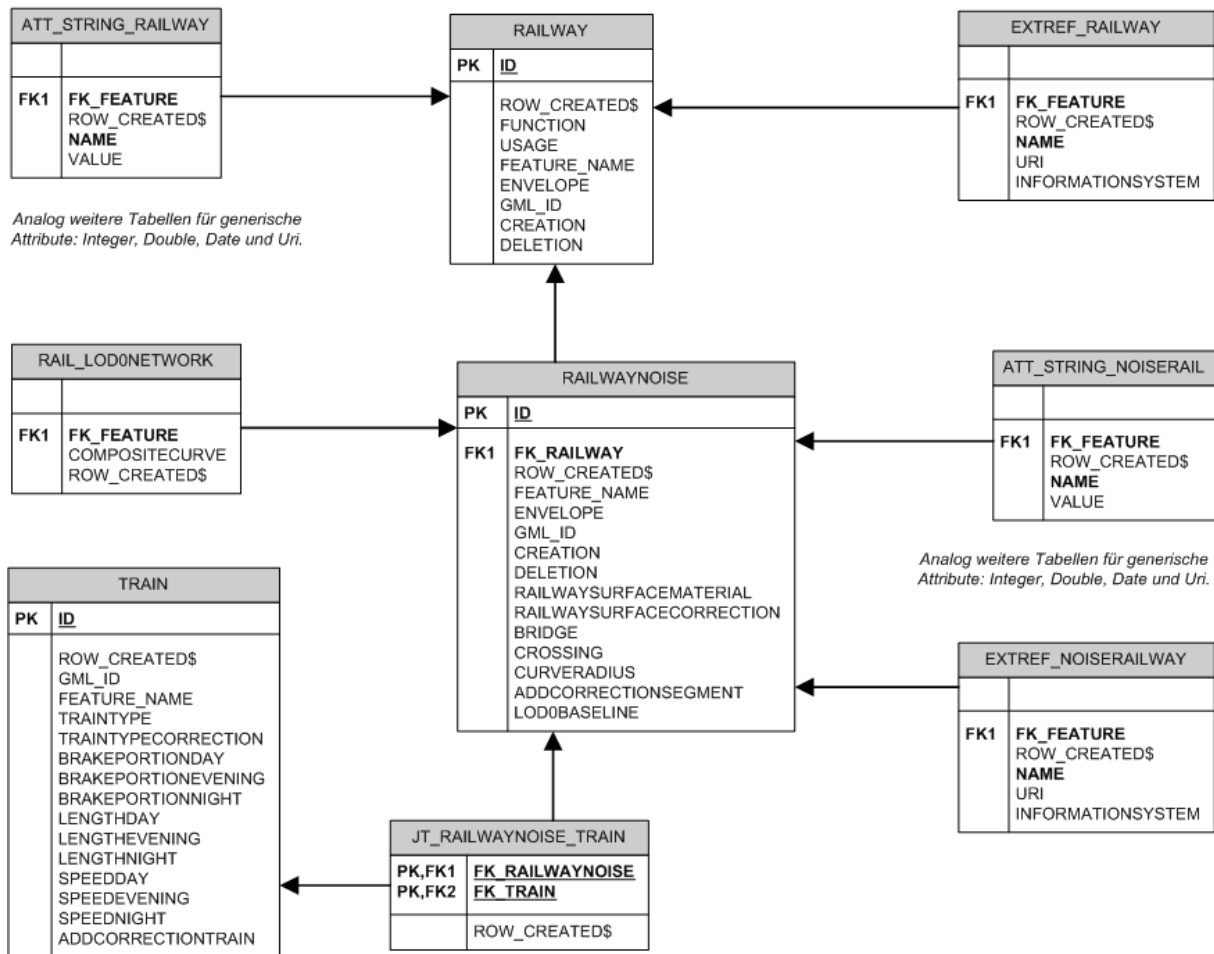 ATT_STRING_RAILWAY
FK1 FK_FEATURE
ROW_CREATED$
NAME
VALUE
Analog weitere Tabellen für generische
Attribute: Integer, Double, Date und Uri.
RAILWAY
PK ID
ROW_CREATED$
FUNCTION
USAGE
FEATURE_NAME
ENVELOPE
GML_ID
CREATION
DELETION
EXTREF_RAILWAY
FK1 FK_FEATURE
ROW_CREATED$
NAME
URI
INFORMATIONSYSTEM
RAIL_LOD0NETWORK
FK1 FK_FEATURE
COMPOSITECURVE
ROW_CREATED$
RAILWAYNOISE
PK ID
FK1 FK_RAILWAY
ROW_CREATED$
FEATURE_NAME
ENVELOPE
GML_ID
CREATION
DELETION
RAILWAYSURFACEMATERIAL
RAILWAYSURFACECORRECTION
BRIDGE
CROSSING
CURVERADIUS
ADDCORRECTIONSEGMENT
LOD0BASELINE
ATT_STRING_NOISERAIL
FK1 FK_FEATURE
ROW_CREATED$
NAME
VALUE
Analog weitere Tabellen für generische
Attribute: Integer, Double, Date und Uri.
TRAIN
PK ID
ROW_CREATED$
GML_ID
FEATURE_NAME
TRAINTYPE
TRAINTYPECORRECTION
BRAKEPORTIONDAY
BRAKEPORTIONEVENING
BRAKEPORTIONNIGHT
LENGTHDAY
LENGTHEVENING
LENGTHNIGHT
SPEEDDAY
SPEEDEVENING
SPEEDNIGHT
ADDCORRECTIONTRAIN
JT_RAILWAYNOISE_TRAIN
PK,FK1 FK_RAILWAYNOISE
PK,FK2 FK_TRAIN
ROW_CREATED$
EXTREF_NOISERAILWAY
FK1 FK_FEATURE
ROW_CREATED$
NAME
URI
INFORMATIONSYSTEM